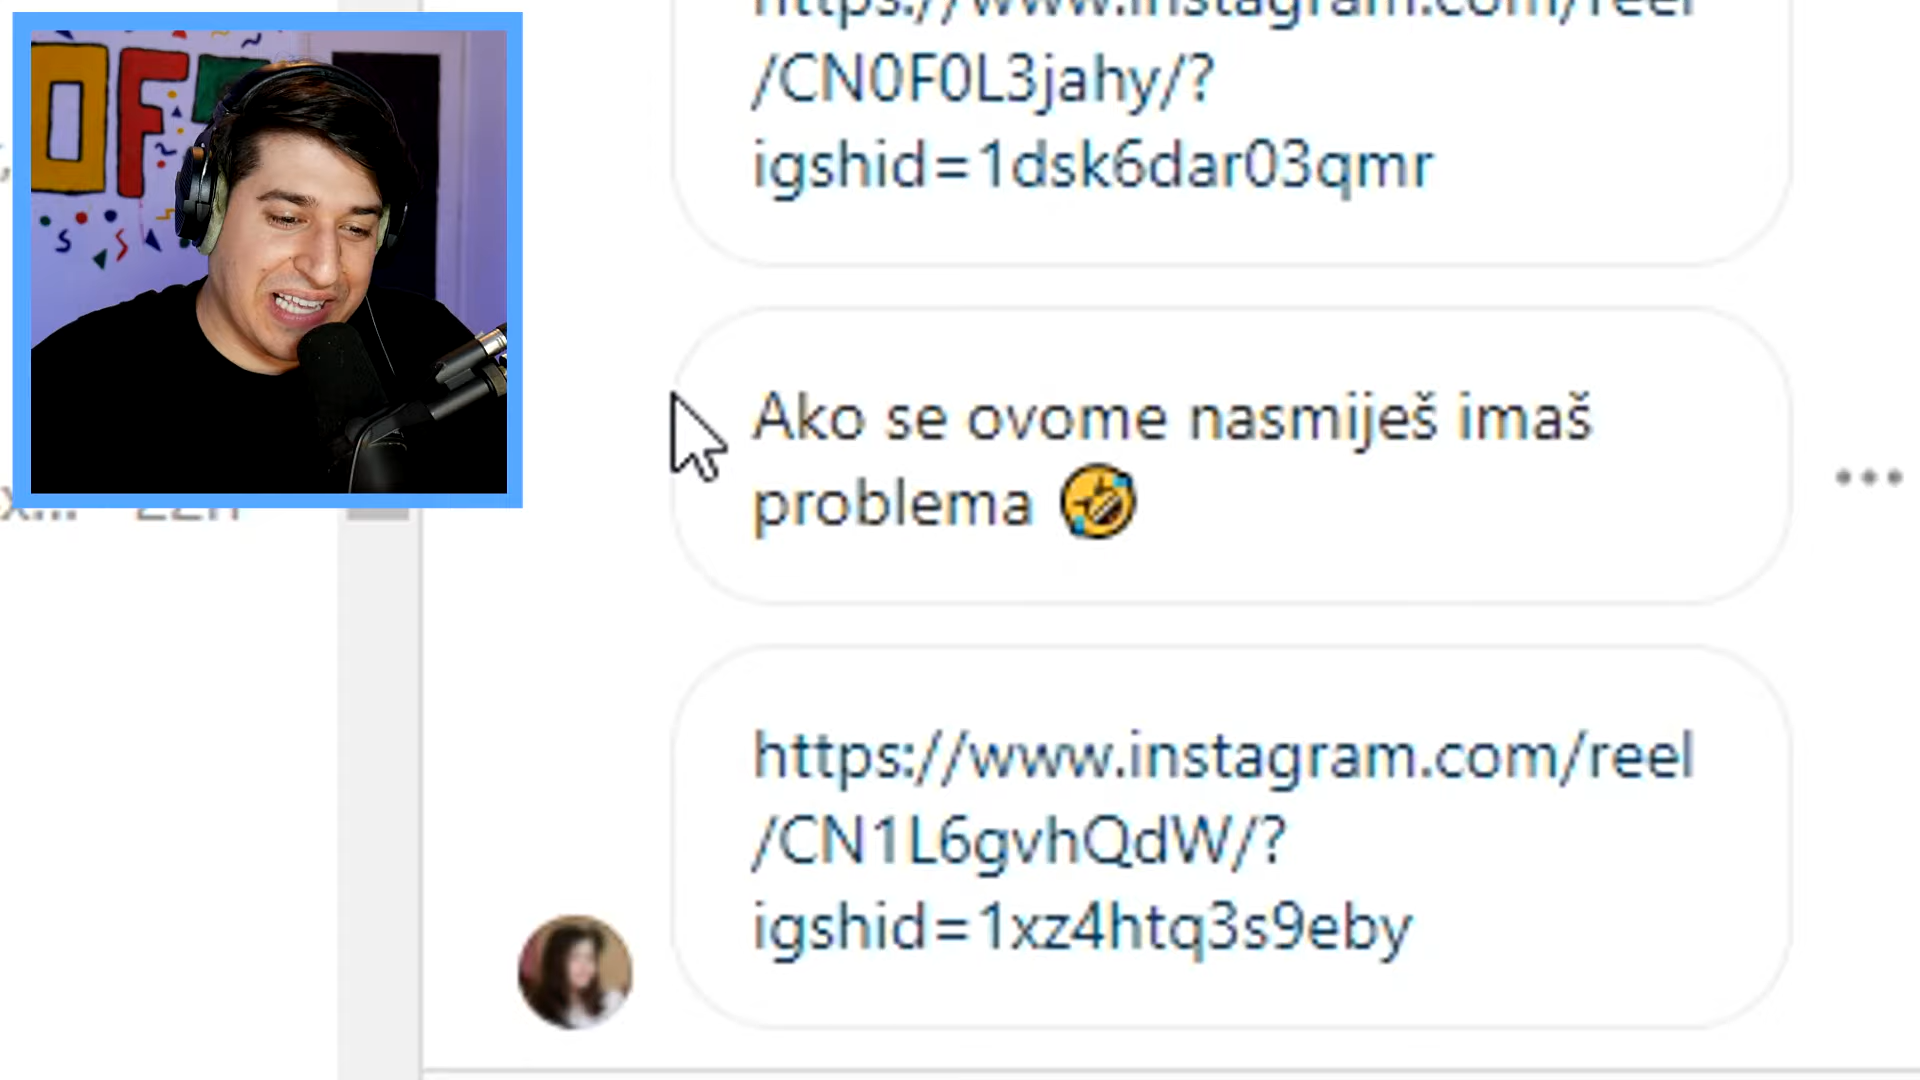 OF
https://www.instagram.com/reel
/CN0F0L3jahy/?
igshid=1dsk6dar03qmr
Ako se ovome nasmiješ imaš
problema 🤣
https://www.instagram.com/reel
/CN1L6gvhQdW/?
igshid=1xz4htq3s9eby